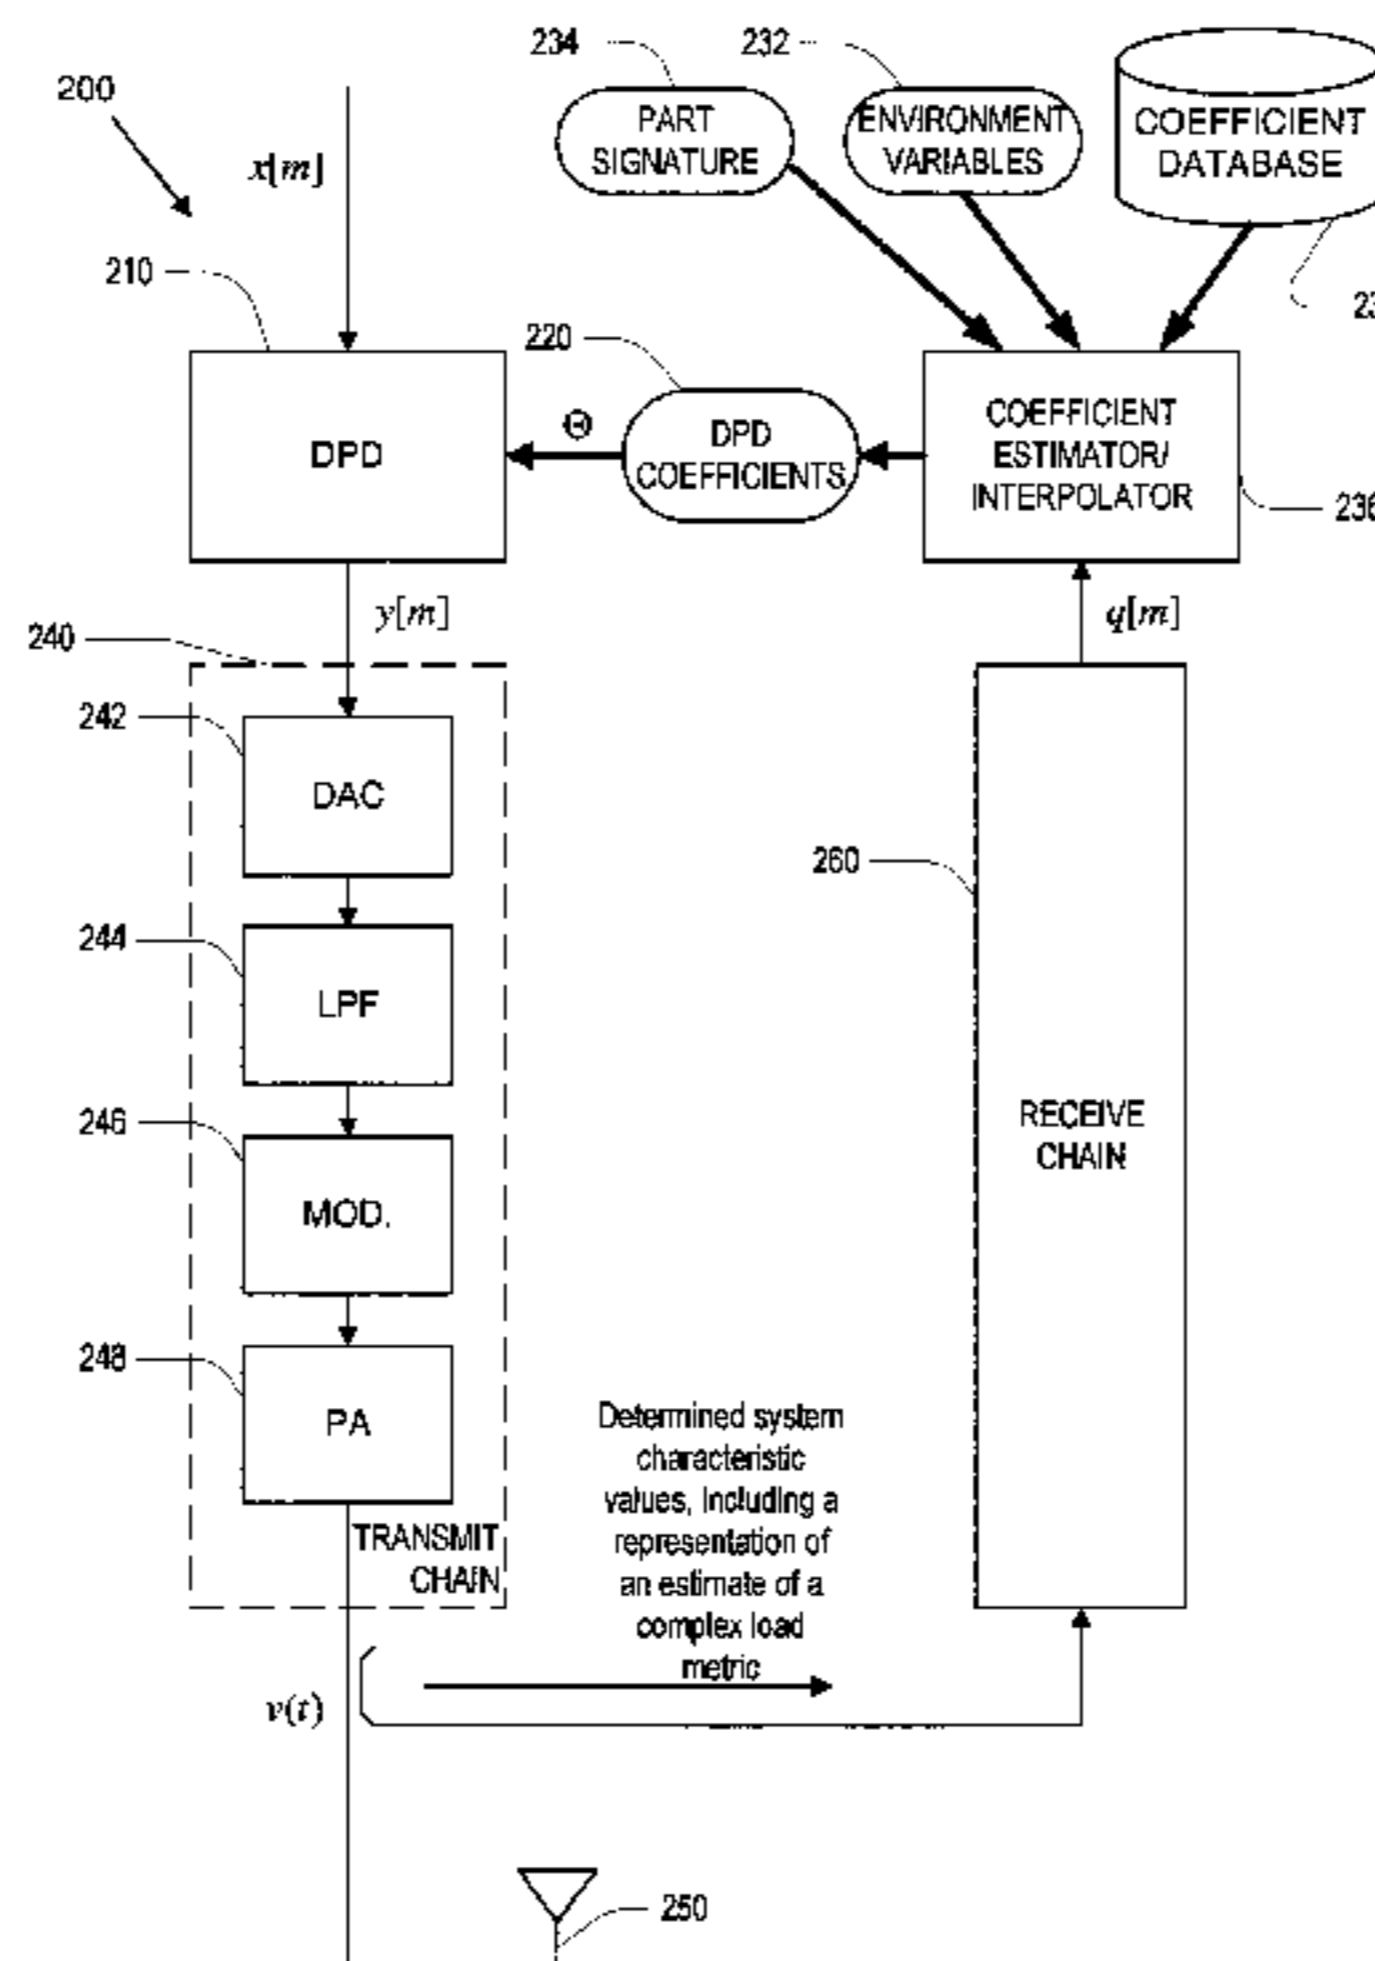 200
x[m]
234
232
PART
SIGNATURE
ENVIRONMENT
VARIABLES
COEFFICIENT
DATABASE
210
220
Θ
DPD
DPD
COEFFICIENTS
COEFFICIENT
ESTIMATOR/
INTERPOLATOR
236
y[m]
q[m]
240
242
DAC
244
LPF
246
MOD.
248
PA
TRANSMIT
CHAIN
260
RECEIVE
CHAIN
Determined system
characteristic
values, including a
representation of
an estimate of a
complex load
metric
v(t)
250